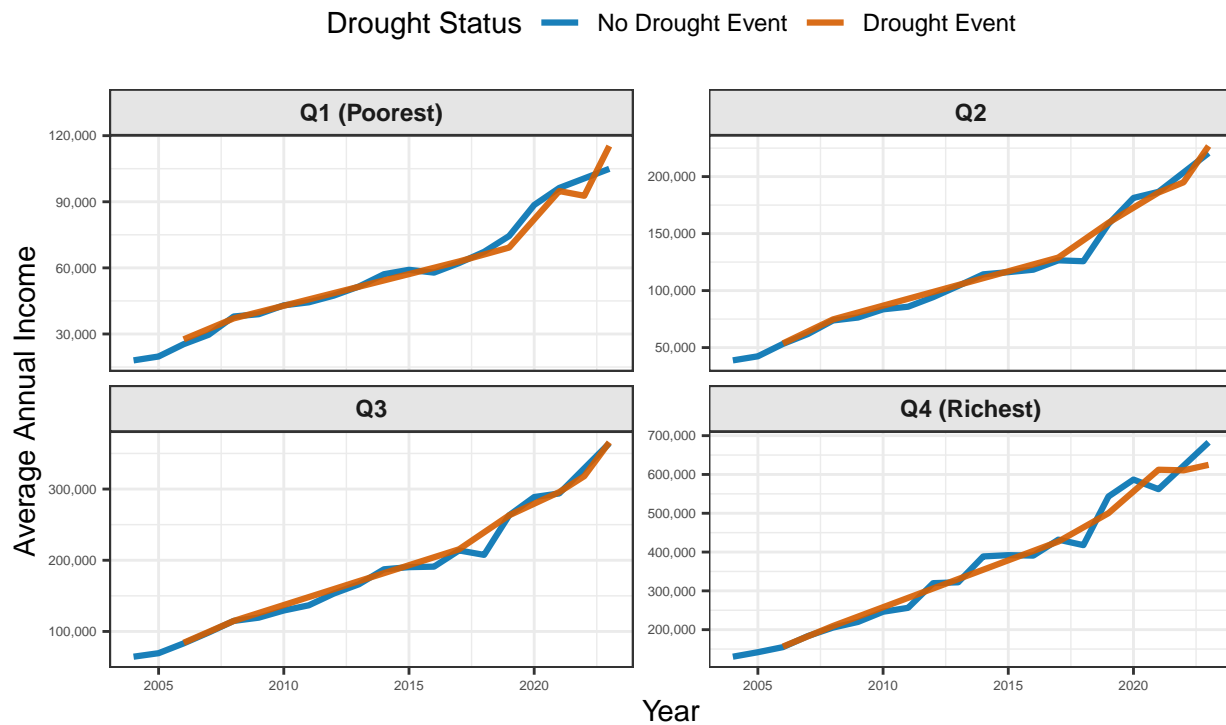 Drought Status No Drought Event Drought Event
Q1 (Poorest)
120,000
90,000
60,000
30,000
Q2
200,000
150,000
100,000
50,000
Q3
300,000
200,000
100,000
2005 2010 2015 2020
Q4 (Richest)
700,000
600,000
500,000
400,000
300,000
200,000
2005 2010 2015 2020
Average Annual Income
Year